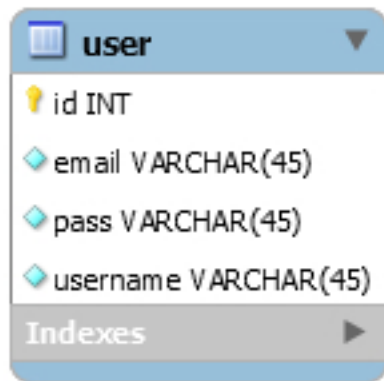 user
id INT
email VARCHAR(45)
pass VARCHAR(45)
username VARCHAR(45)
Indexes